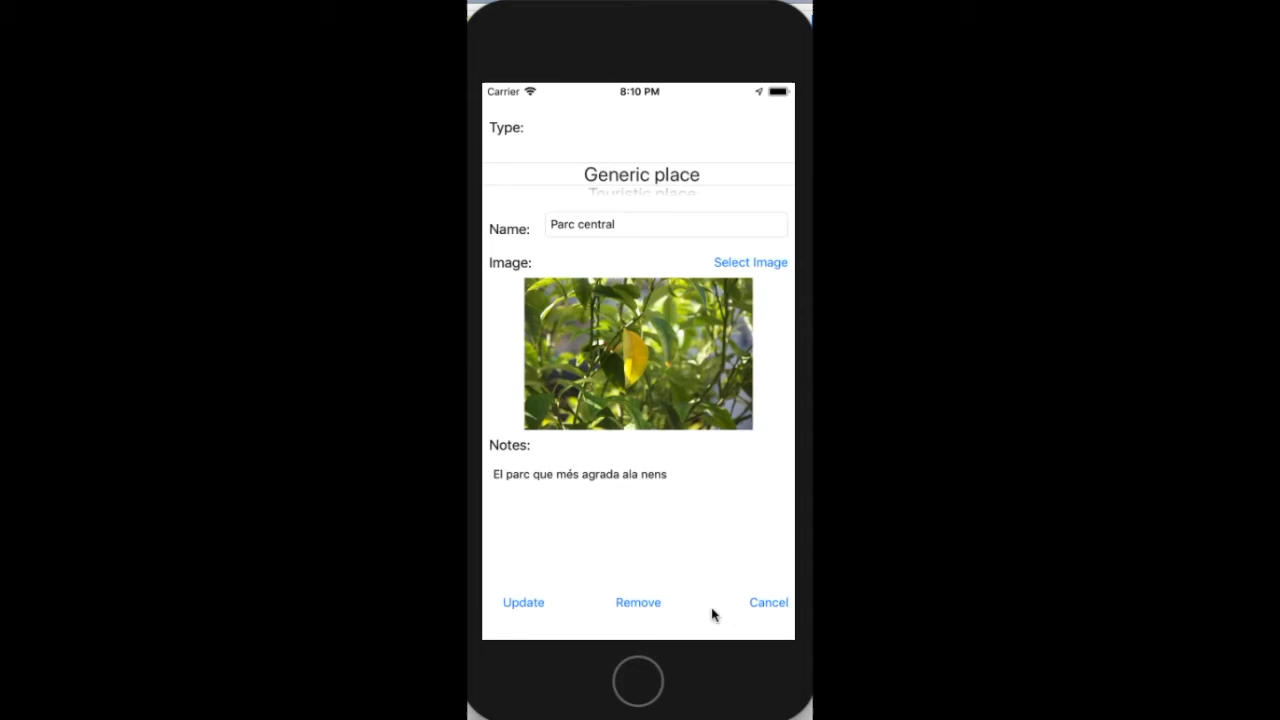 Carrier 8:10 PM
Type:
Generic place
Touristic place
Name: Parc central
Image: Select Image
Notes:
El parc que més agrada ala nens
Update Remove Cancel